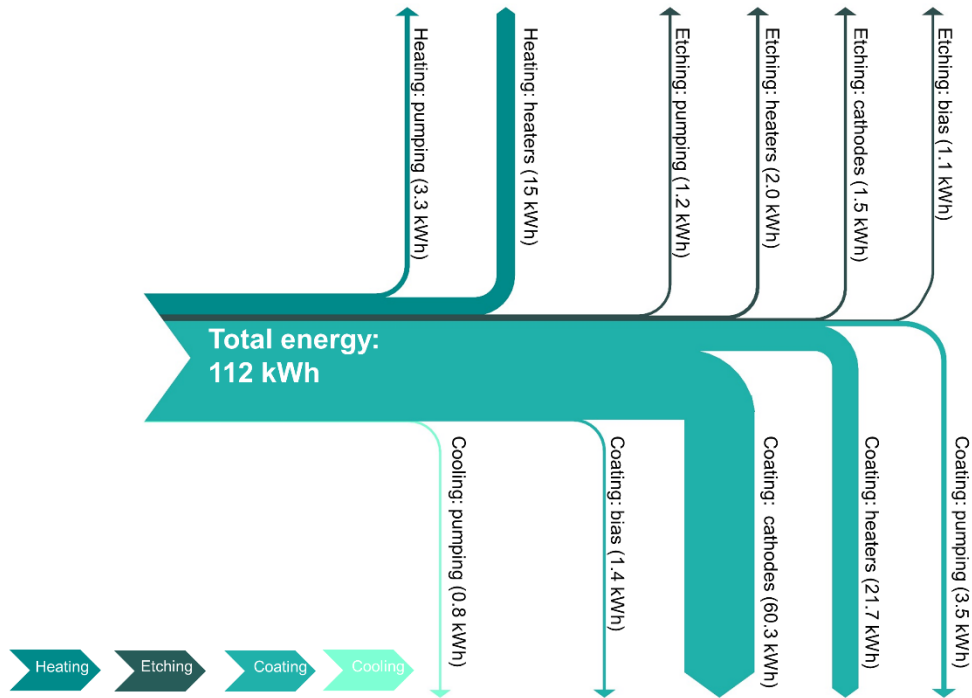 Heating: pumping (3.3 kWh)
Heating: heaters (15 kWh)
Etching: pumping (1.2 kWh)
Etching: heaters (2.0 kWh)
Etching: cathodes (1.5 kWh)
Etching: bias (1.1 kWh)
Total energy:
112 kWh
Cooling: pumping (0.8 kWh)
Coating: bias (1.4 kWh)
Coating: cathodes (60.3 kWh)
Coating: heaters (21.7 kWh)
Coating: pumping (3.5 kWh)
Heating
Etching
Coating
Cooling